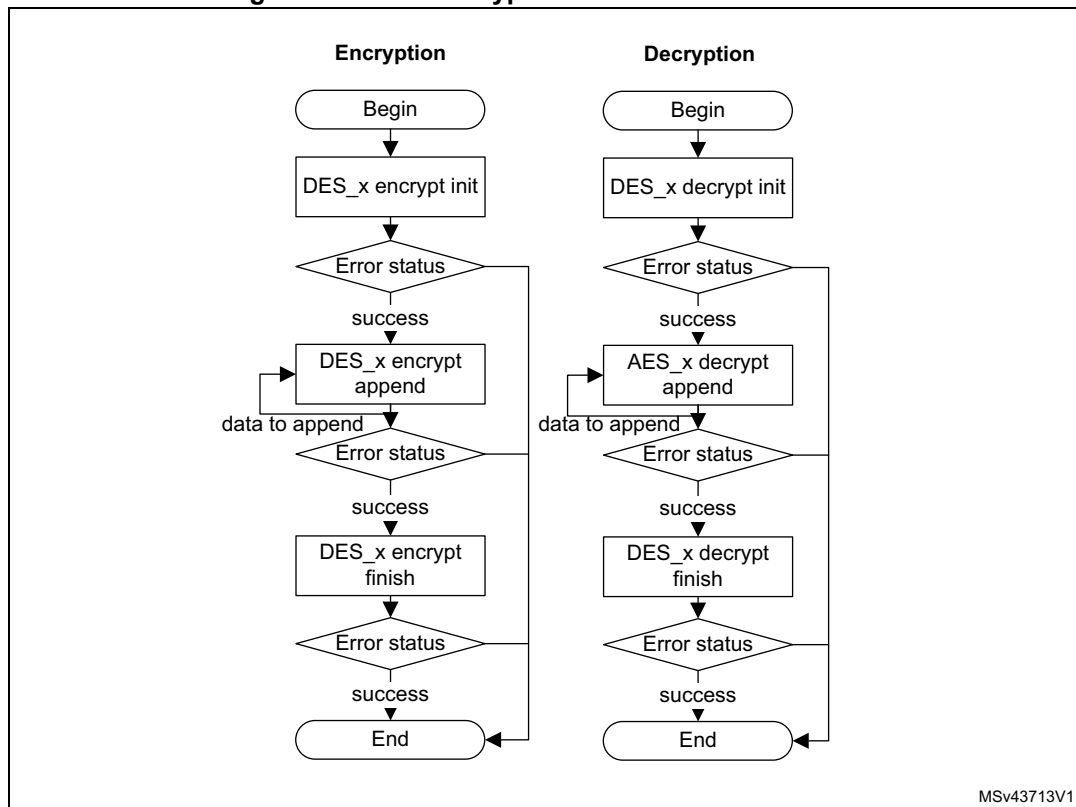 Encryption
Begin
DES_x encrypt init
Error status
success
DES_x encrypt
append
data to append
Error status
success
DES_x encrypt
finish
Error status
success
End
Decryption
Begin
DES_x decrypt init
Error status
success
AES_x decrypt
append
data to append
Error status
success
DES_x decrypt
finish
Error status
success
End
MSv43713V1